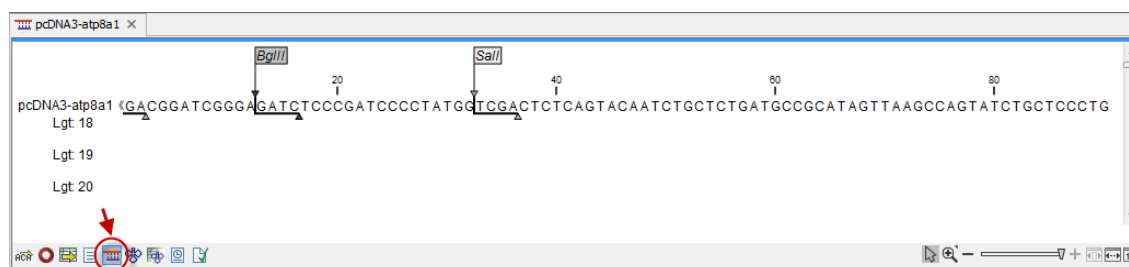 pcDNA3-atp8a1
BglII SalI
20 40 60 80
pcDNA3-atp8a1 GACGGATCGGGAGATCTCCCGATCCCCTATGGTCGACTCTCAGTACAATCTGCTCTGATGCCGCATAGTTAAGCCAGTATCTGCTCCCTG
Lgt: 18
Lgt: 19
Lgt: 20